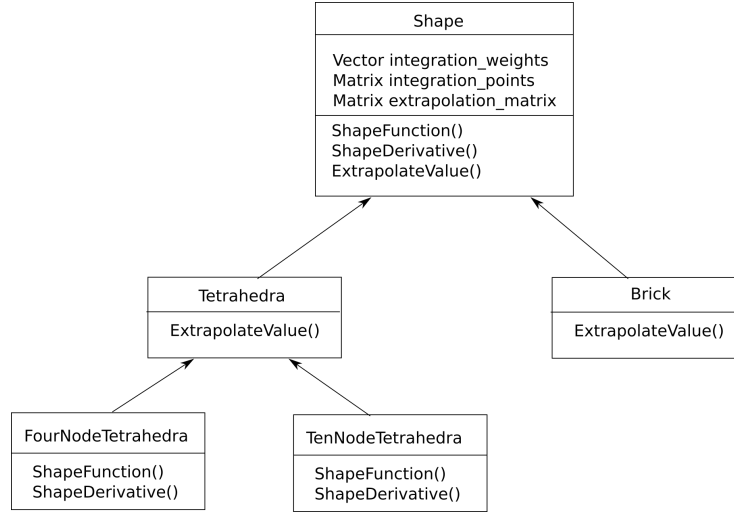 Shape
Vector integration_weights
Matrix integration_points
Matrix extrapolation_matrix
ShapeFunction()
ShapeDerivative()
ExtrapolateValue()
Tetrahedra
ExtrapolateValue()
Brick
ExtrapolateValue()
FourNodeTetrahedra
ShapeFunction()
ShapeDerivative()
TenNodeTetrahedra
ShapeFunction()
ShapeDerivative()